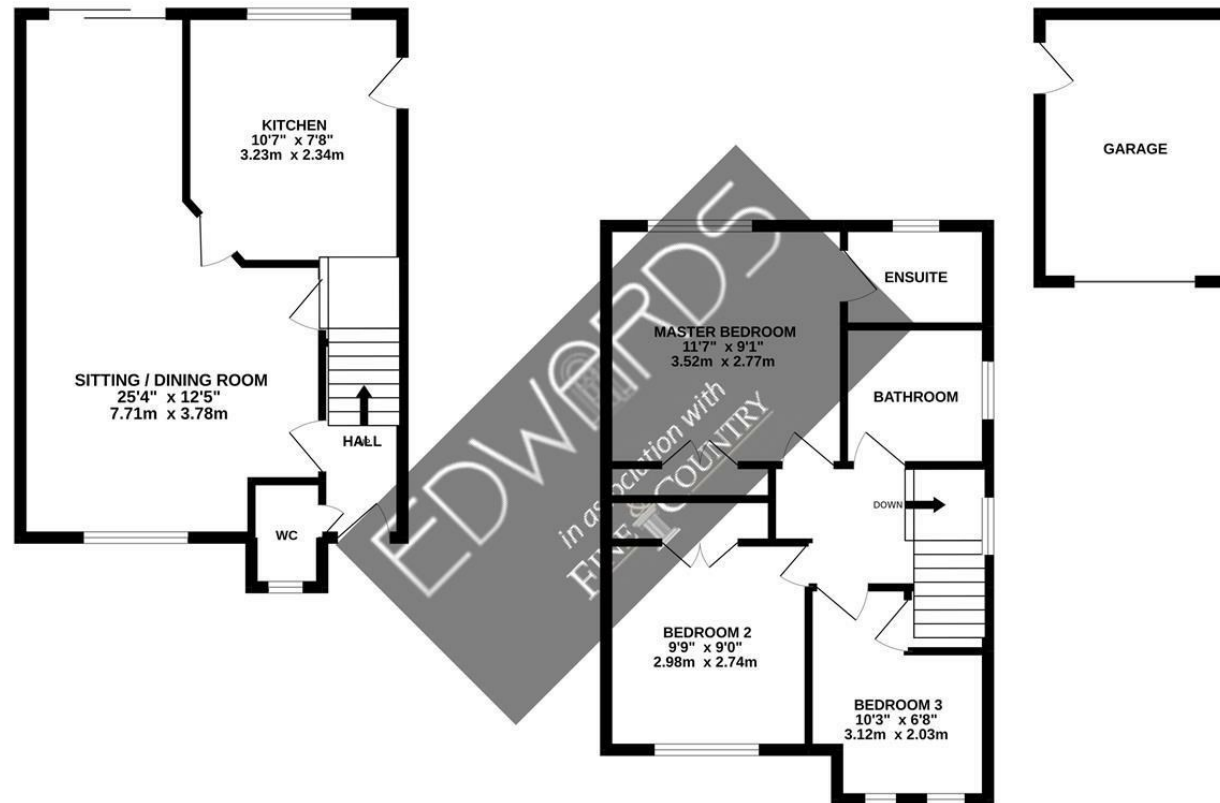 KITCHEN
10'7" x 7'8"
3.23m x 2.34m
SITTING / DINING ROOM
25'4" x 12'5"
7.71m x 3.78m
HALL
WC
GARAGE
ENSUITE
MASTER BEDROOM
11'7" x 9'1"
3.52m x 2.77m
BATHROOM
DOWN
BEDROOM 2
9'9" x 9'0"
2.98m x 2.74m
BEDROOM 3
10'3" x 6'8"
3.12m x 2.03m
EDWARDS
in association with
FINE & COUNTRY